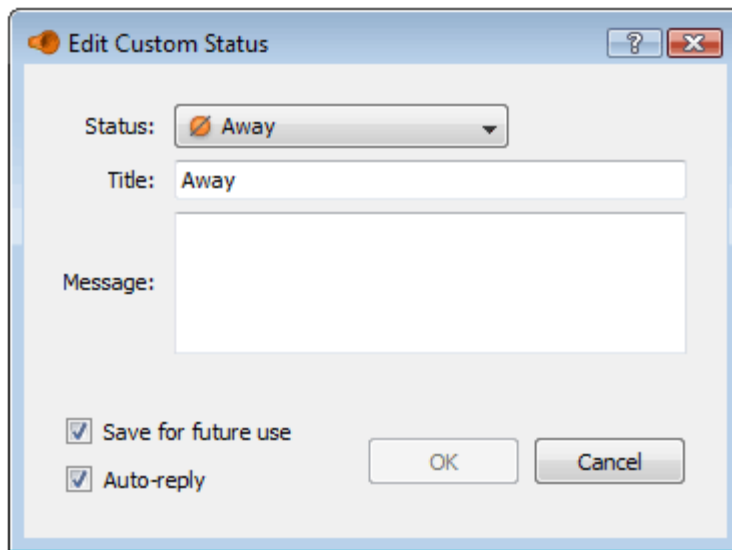 Edit Custom Status
?
Status: Away
Title: Away
Message:
Save for future use
Auto-reply
OK Cancel